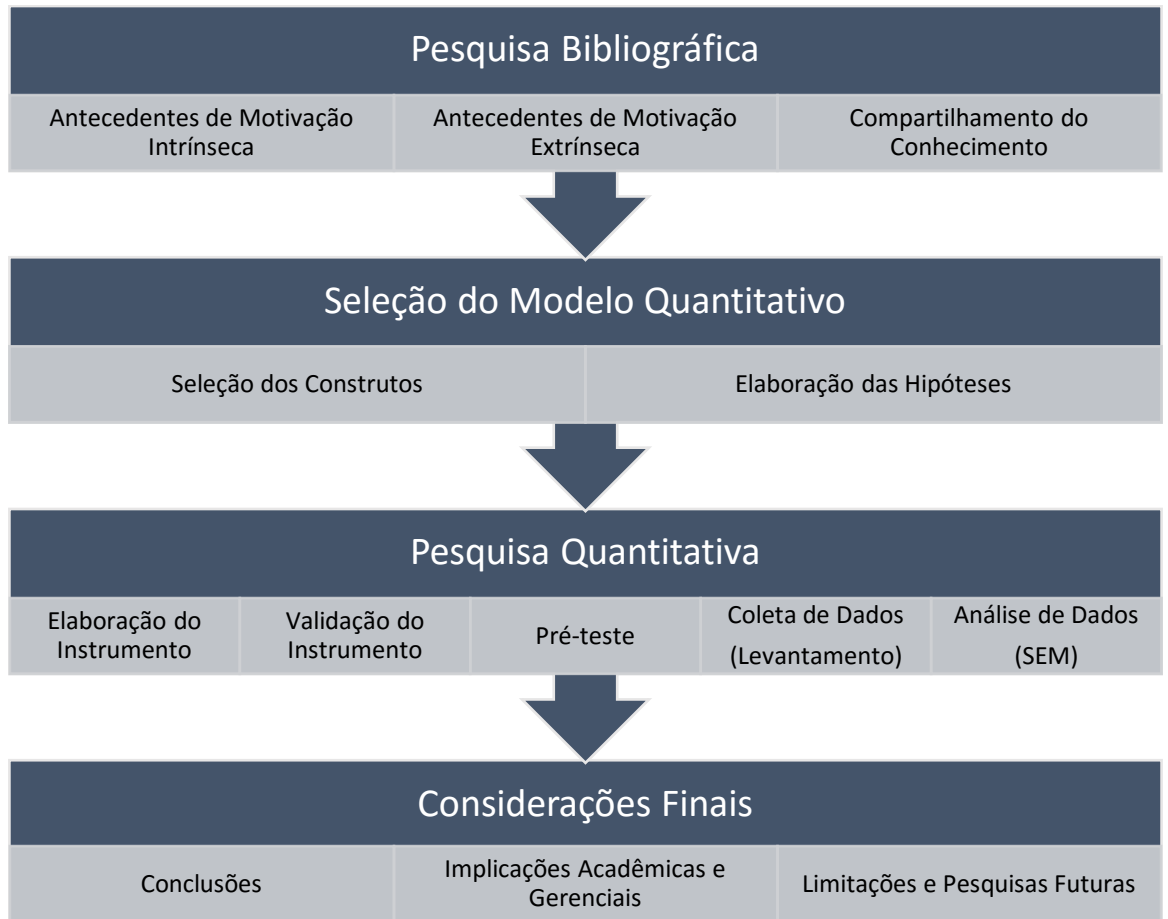 Pesquisa Bibliográfica
Antecedentes de Motivação
Intrínseca
Antecedentes de Motivação
Extrínseca
Compartilhamento do
Conhecimento
Seleção do Modelo Quantitativo
Seleção dos Construtos
Elaboração das Hipóteses
Pesquisa Quantitativa
Elaboração do
Instrumento
Validação do
Instrumento
Pré-teste
Coleta de Dados
(Levantamento)
Análise de Dados
(SEM)
Considerações Finais
Conclusões
Implicações Acadêmicas e
Gerenciais
Limitações e Pesquisas Futuras